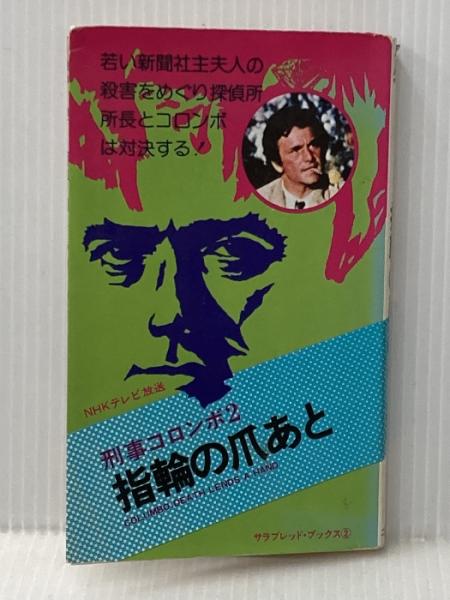 若い新聞社主夫人の
殺害をめぐり探偵所
所長とコロンボ
は対決する!
NHKテレビ放送
刑事コロンボ2
指輪の爪あと
COLUMBO:DEATH LENDS A HAND
サラブレッド・ブックス②